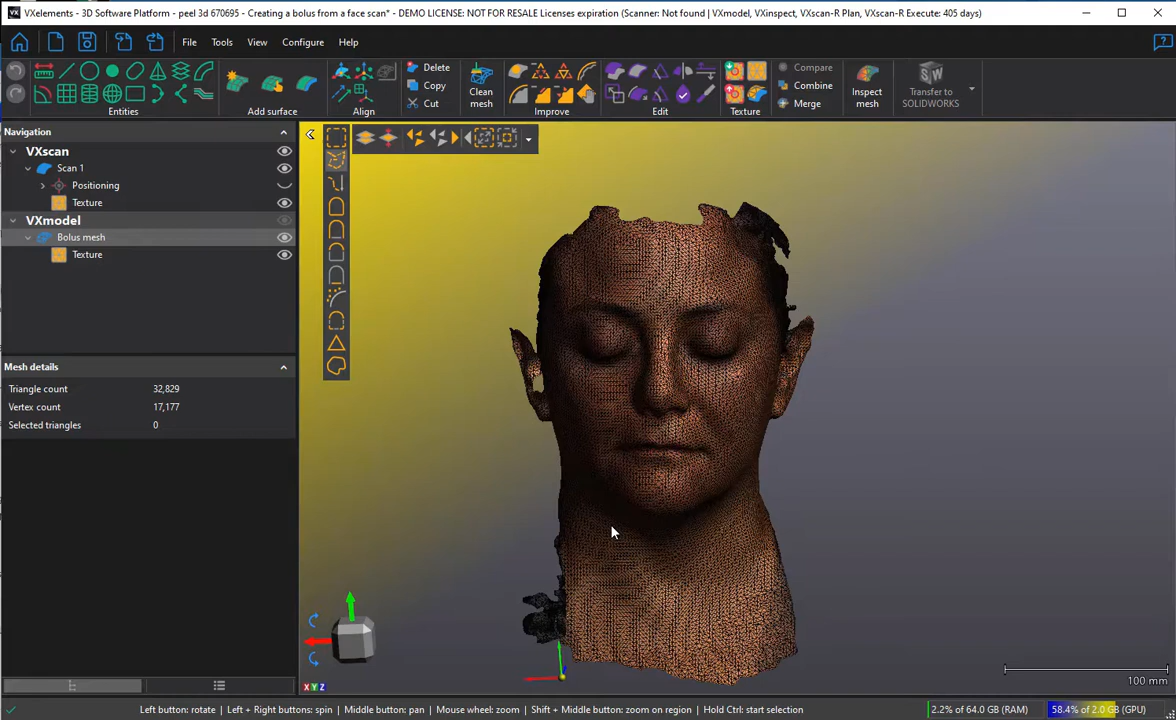 VX VXelements - 3D Software Platform - peel 3d 670695 - Creating a bolus from a face scan* - DEMO LICENSE: NOT FOR RESALE Licenses expiration (Scanner: Not found | VXmodel, VXinspect, VXscan-R Plan, VXscan-R Execute: 405 days)
File Tools View Configure Help
Delete
Copy
Cut
Clean mesh
Compare
Combine
Merge
Inspect mesh
SW
Transfer to SOLIDWORKS
Entities Add surface Align Improve Edit Texture
Navigation
VXscan
Scan 1
Positioning
Texture
VXmodel
Bolus mesh
Texture
Mesh details
Triangle count 32,829
Vertex count 17,177
Selected triangles 0
X Y Z
100 mm
Left button: rotate | Left + Right buttons: spin | Middle button: pan | Mouse wheel: zoom | Shift + Middle button: zoom on region | Hold Ctrl: start selection
2.2% of 64.0 GB (RAM) 58.4% of 2.0 GB (GPU)